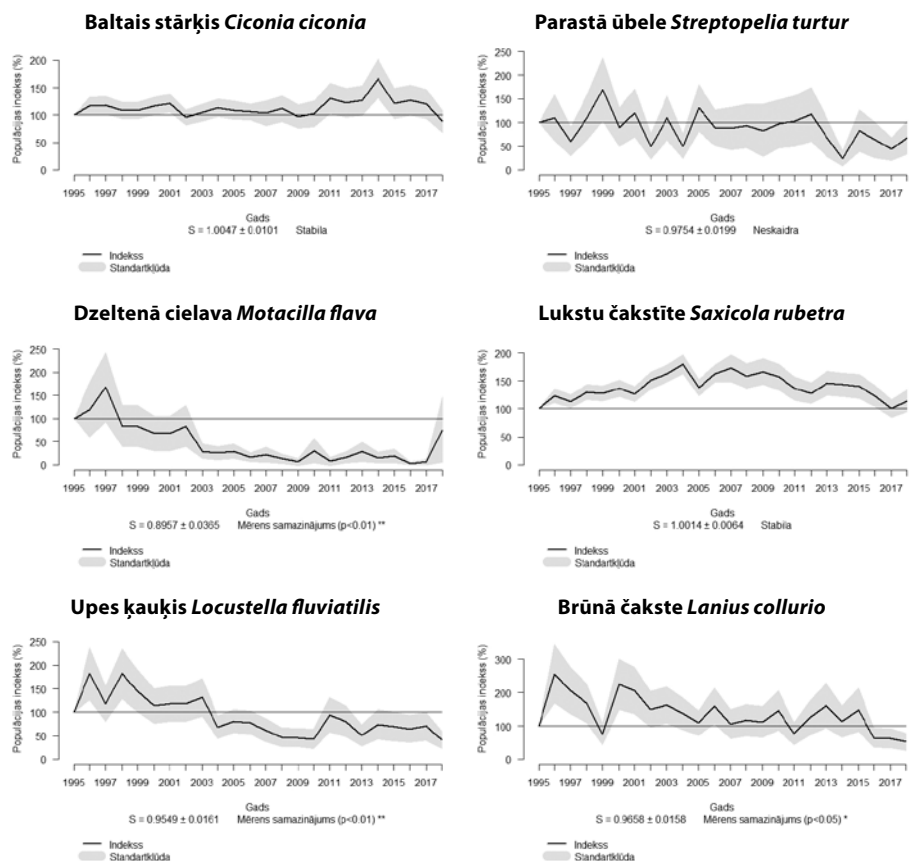 Baltais stārķis Ciconia ciconia
Populācijas indekss (%)
200
150
100
50
0
1995 1997 1999 2001 2003 2005 2007 2009 2011 2013 2015 2017
Gads
S = 1.0047 ± 0.0101 Stabila
Indekss
Standartkļūda
Parastā ūbele Streptopelia turtur
Populācijas indekss (%)
250
200
150
100
50
0
1995 1997 1999 2001 2003 2005 2007 2009 2011 2013 2015 2017
Gads
S = 0.9754 ± 0.0199 Neskaidra
Indekss
Standartkļūda
Dzeltenā cielava Motacilla flava
Populācijas indekss (%)
250
200
150
100
50
0
1995 1997 1999 2001 2003 2005 2007 2009 2011 2013 2015 2017
Gads
S = 0.8957 ± 0.0365 Mērens samazinājums (p<0.01) **
Indekss
Standartkļūda
Lukstu čakstīte Saxicola rubetra
Populācijas indekss (%)
200
150
100
50
0
1995 1997 1999 2001 2003 2005 2007 2009 2011 2013 2015 2017
Gads
S = 1.0014 ± 0.0064 Stabila
Indekss
Standartkļūda
Upes ķauķis Locustella fluviatilis
Populācijas indekss (%)
250
200
150
100
50
0
1995 1997 1999 2001 2003 2005 2007 2009 2011 2013 2015 2017
Gads
S = 0.9549 ± 0.0161 Mērens samazinājums (p<0.01) **
Indekss
Standartkļūda
Brūnā čakste Lanius collurio
Populācijas indekss (%)
300
200
100
0
1995 1997 1999 2001 2003 2005 2007 2009 2011 2013 2015 2017
Gads
S = 0.9658 ± 0.0158 Mērens samazinājums (p<0.05) *
Indekss
Standartkļūda